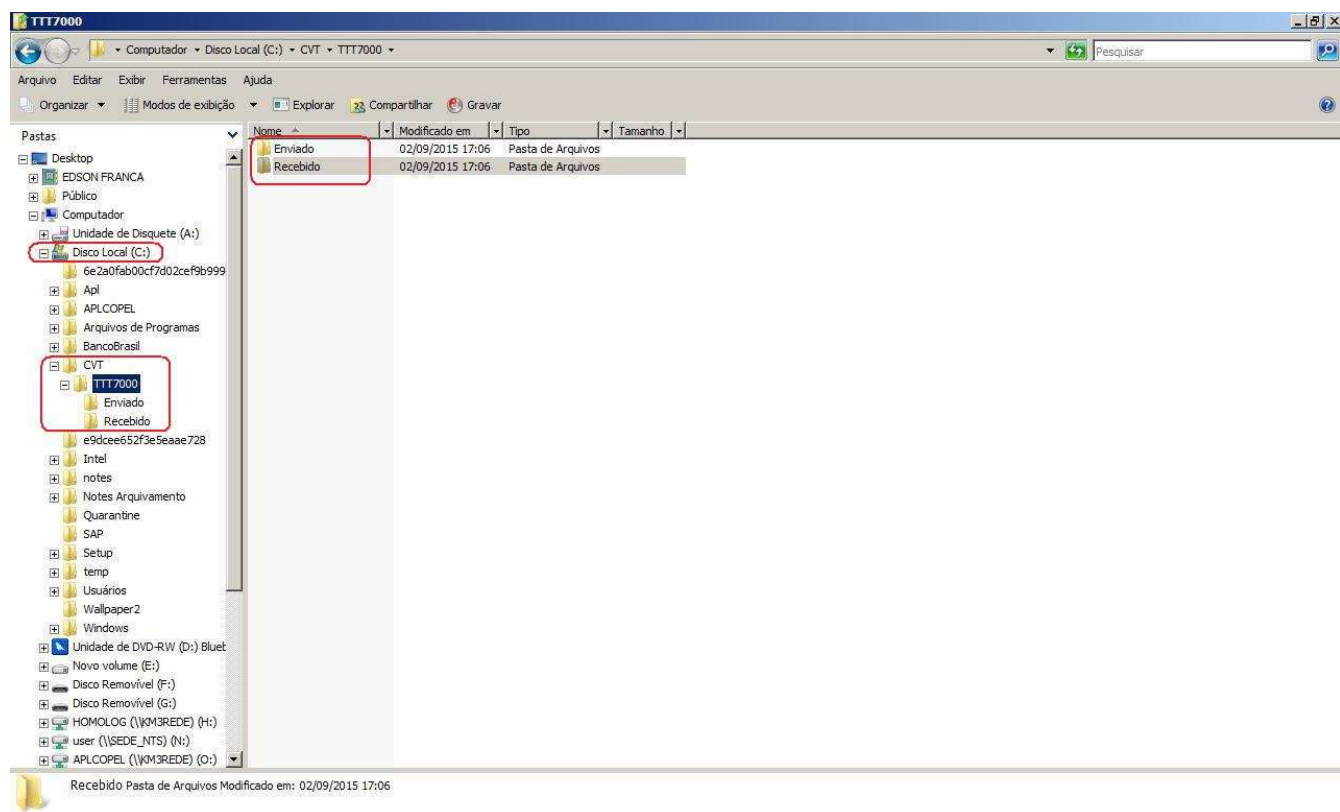 TTT7000
Computador Disco Local (C:) CVT TTT7000
Pesquisar
Arquivo Editar Exibir Ferramentas Ajuda
Organizar Modos de exibição Explorar Compartilhar Gravar
Pastas
Desktop
EDSON FRANCA
Público
Computador
Unidade de Disquete (A:)
Disco Local (C:)
6e2a0fab00cf7d02cef9b999
Apl
APLCOPEL
Arquivos de Programas
BancoBrasil
CVT
TTT7000
Enviado
Recebido
e9dcee652f3e5eaae728
Intel
notes
Notes Arquivamento
Quarantine
SAP
Setup
temp
Usuários
Wallpaper2
Windows
Unidade de DVD-RW (D:) Bluet
Novo volume (E:)
Disco Removível (F:)
Disco Removível (G:)
HOMOLOG (\\KM3REDE) (H:)
user (\\SEDE_NTS) (N:)
APLCOPEL (\\KM3REDE) (O:)
Nome Modificado em Tipo Tamanho
Enviado 02/09/2015 17:06 Pasta de Arquivos
Recebido 02/09/2015 17:06 Pasta de Arquivos
Recebido Pasta de Arquivos Modificado em: 02/09/2015 17:06